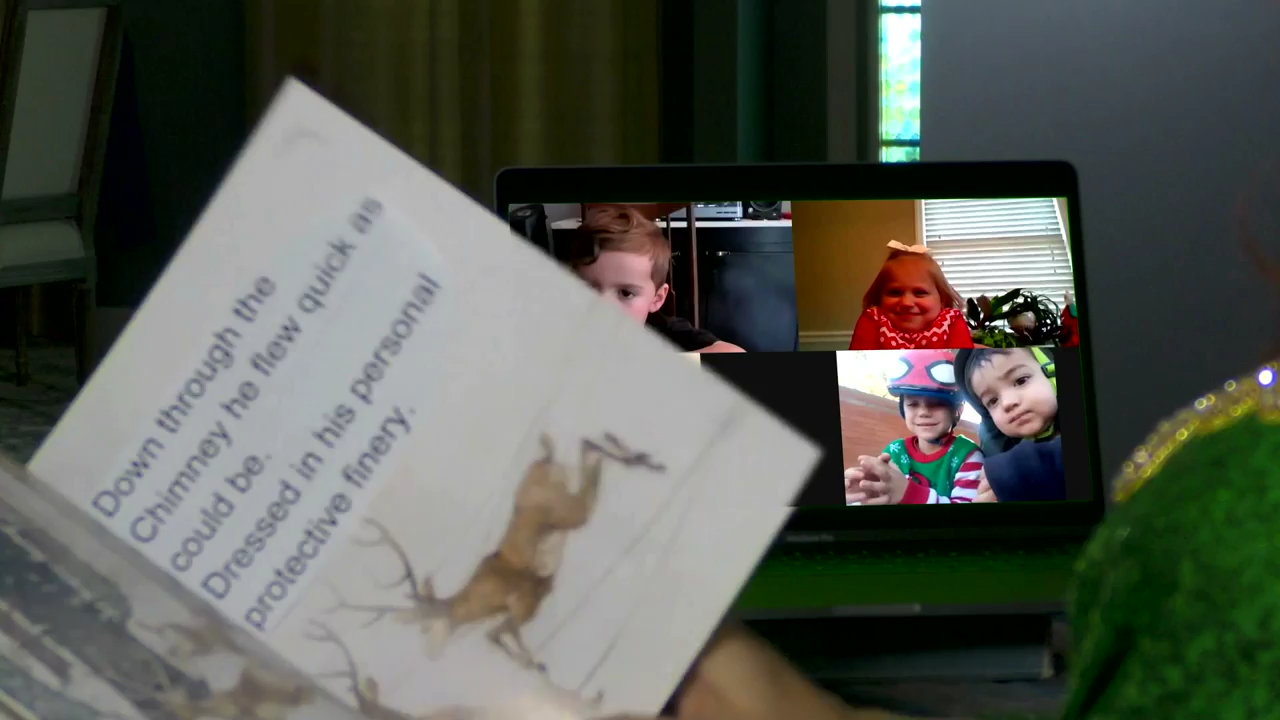 Down through the
Chimney he flew quick as
could be.
Dressed in his personal
protective finery.